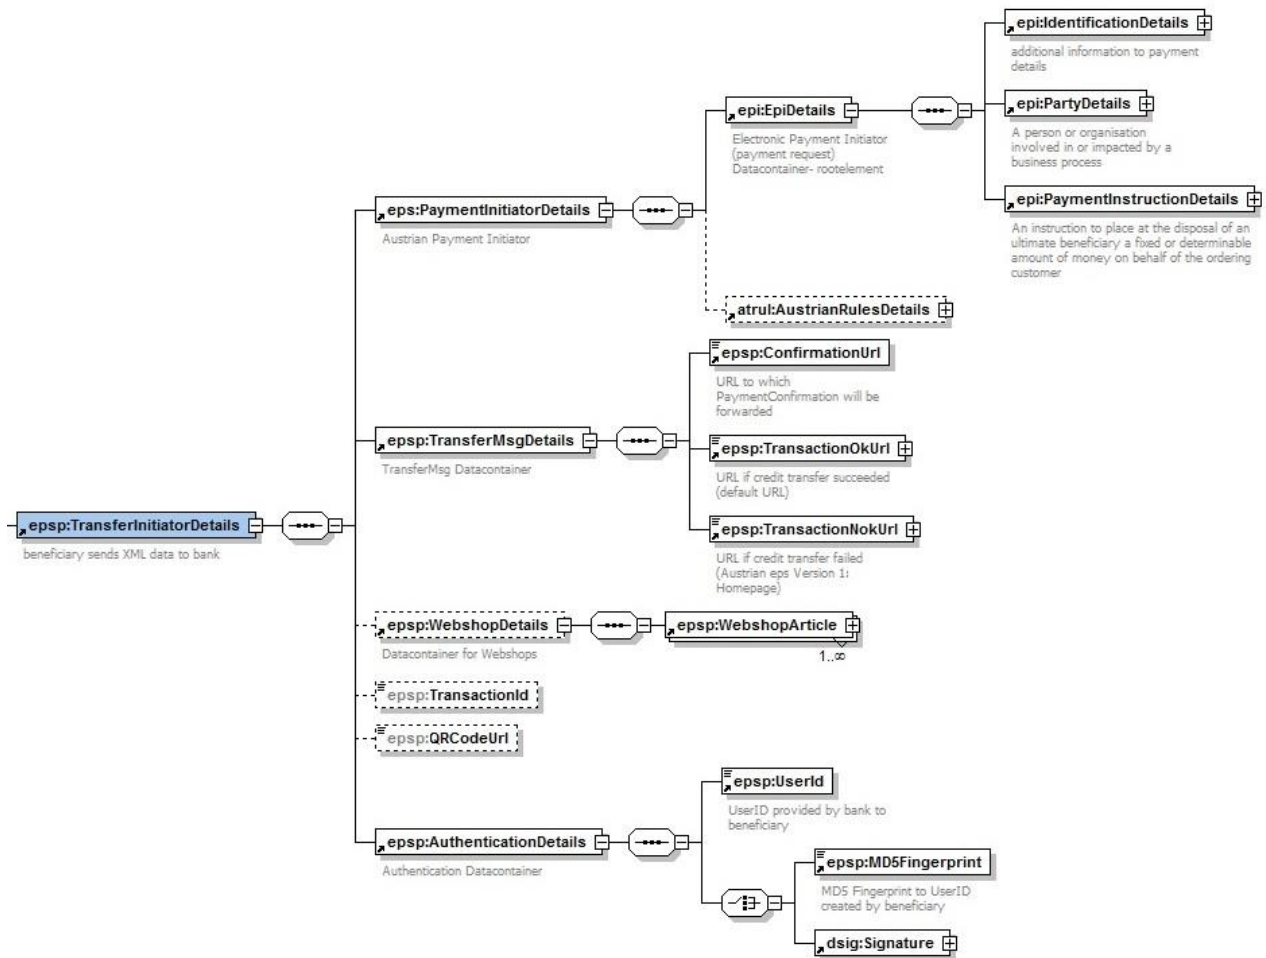 epi:IdentificationDetails
additional information to payment
details
epi:PartyDetails
A person or organisation
involved in or impacted by a
business process
epi:PaymentInstructionDetails
An instruction to place at the disposal of an
ultimate beneficiary a fixed or determinable
amount of money on behalf of the ordering
customer
epi:EpiDetails
Electronic Payment Initiator
(payment request)
Datacontainer- rootelement
eps:PaymentInitiatorDetails
Austrian Payment Initiator
atrul:AustrianRulesDetails
epsp:ConfirmationUrl
URL to which
PaymentConfirmation will be
forwarded
epsp:TransferMsgDetails
TransferMsg Datacontainer
epsp:TransactionOkUrl
URL if credit transfer succeeded
(default URL)
epsp:TransactionNokUrl
URL if credit transfer failed
(Austrian eps Version 1:
Homepage)
epsp:TransferInitiatorDetails
beneficiary sends XML data to bank
epsp:WebshopDetails
Datacontainer for Webshops
epsp:WebshopArticle
1..∞
epsp:TransactionId
epsp:QRCodeUrl
epsp:UserId
UserID provided by bank to
beneficiary
epsp:AuthenticationDetails
Authentication Datacontainer
epsp:MD5Fingerprint
MD5 Fingerprint to UserID
created by beneficiary
dsig:Signature